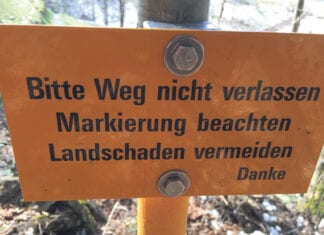 Bitte Weg nicht verlassen
Markierung beachten
Landschaden vermeiden
Danke